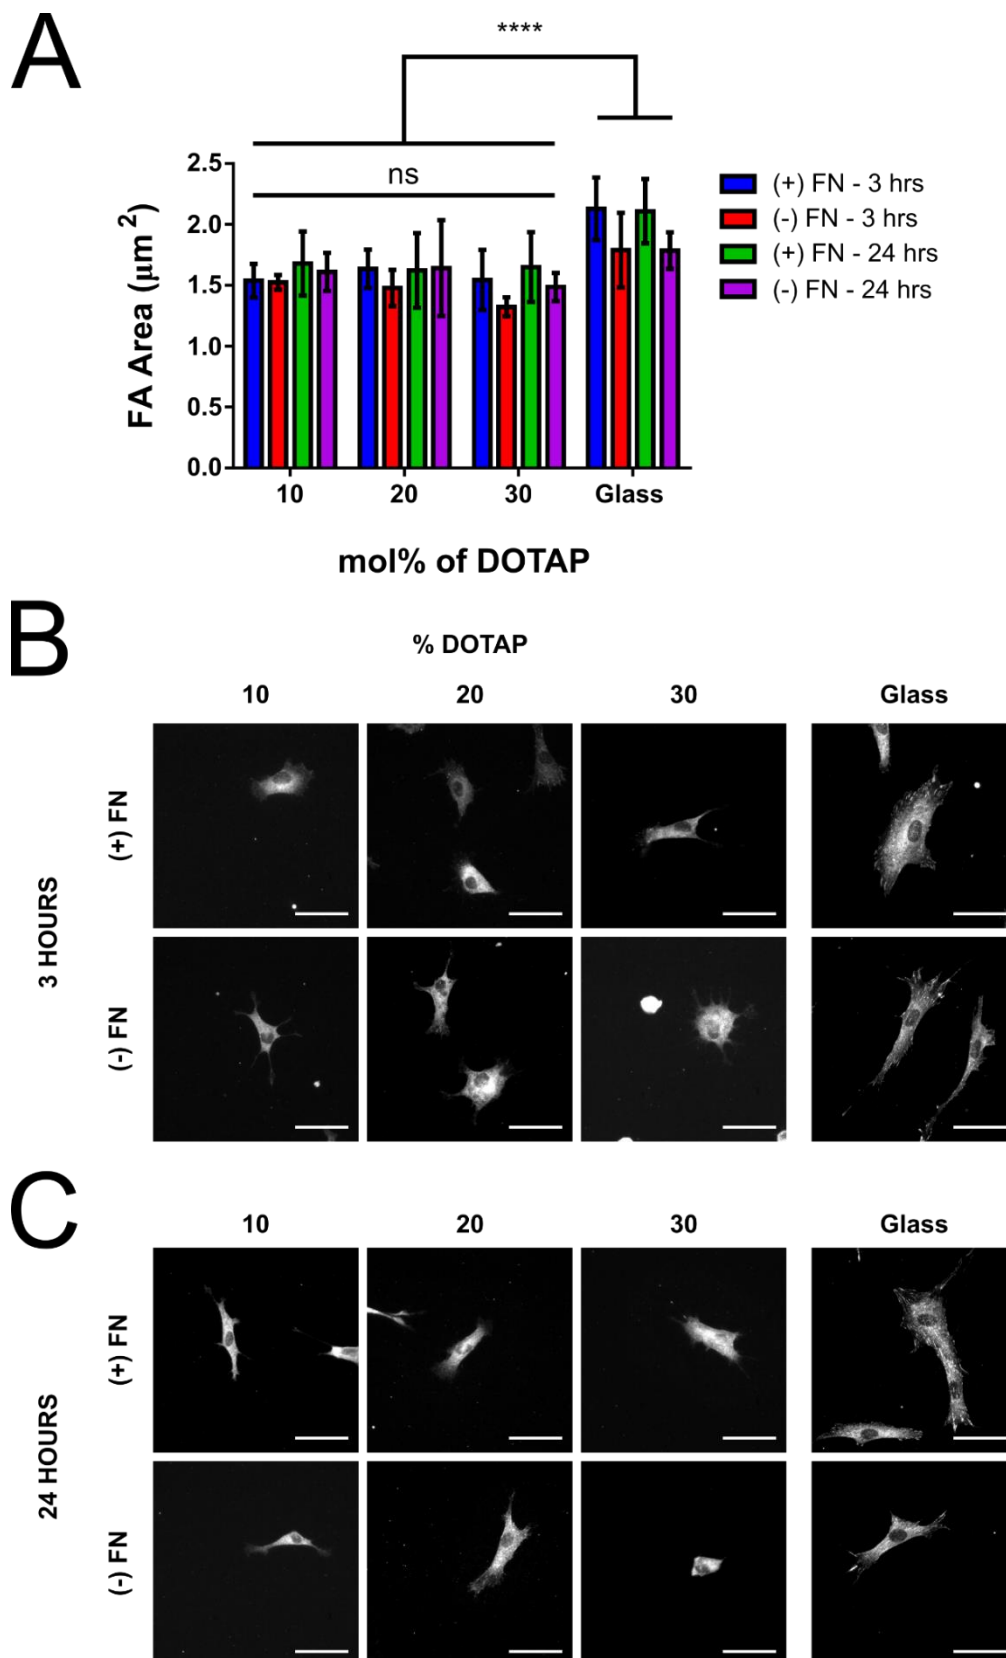 A
****
ns
2.5
2.0
1.5
1.0
0.5
0.0
FA Area (µm ²)
10 20 30 Glass
mol% of DOTAP
(+) FN - 3 hrs
(-) FN - 3 hrs
(+) FN - 24 hrs
(-) FN - 24 hrs
B
% DOTAP
10 20 30 Glass
3 HOURS
(+) FN
(-) FN
C
10 20 30 Glass
24 HOURS
(+) FN
(-) FN